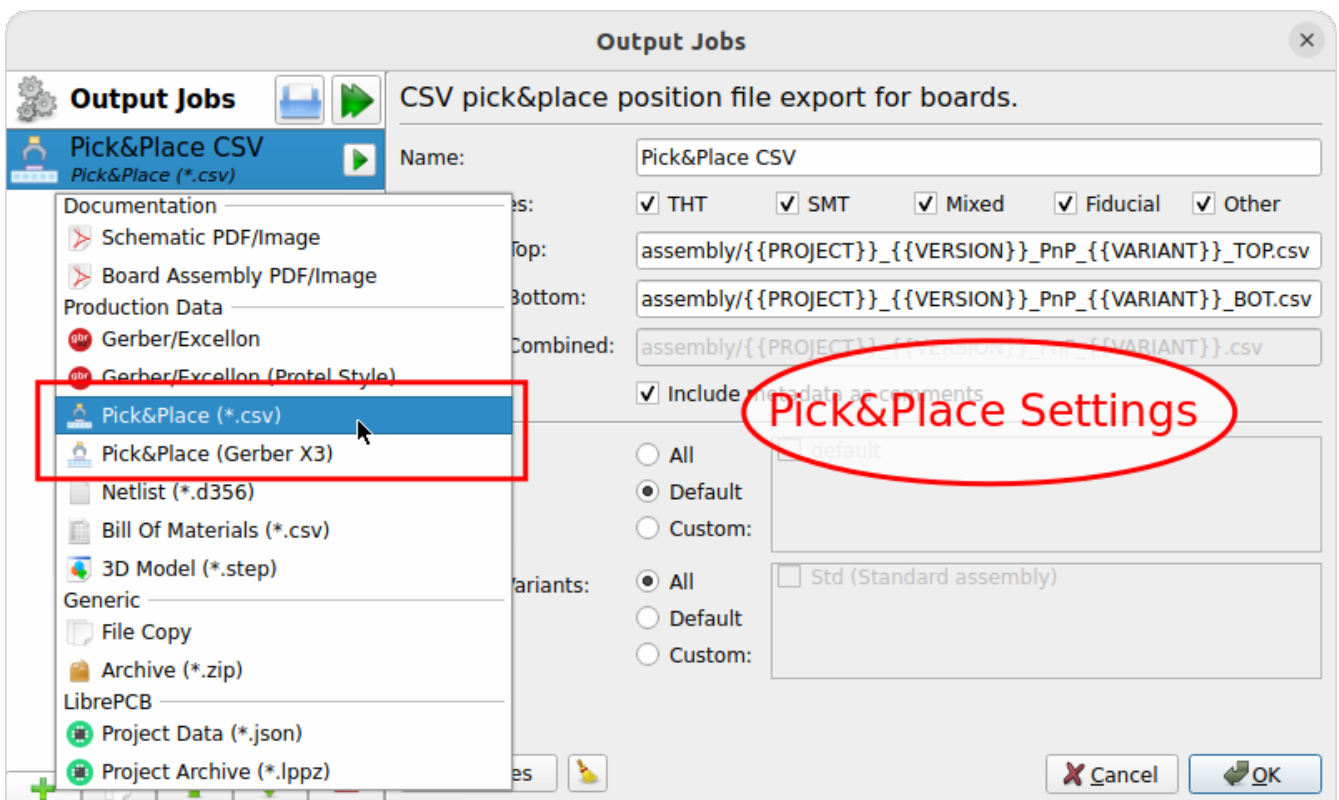 Output Jobs
Output Jobs
CSV pick&place position file export for boards.
Pick&Place CSV
Pick&Place (*.csv)
Name:
Pick&Place CSV
es:
THT
SMT
Mixed
Fiducial
Other
Top:
assembly/{{PROJECT}}_{{VERSION}}_PnP_{{VARIANT}}_TOP.csv
Bottom:
assembly/{{PROJECT}}_{{VERSION}}_PnP_{{VARIANT}}_BOT.csv
Combined:
assembly/{{PROJECT}}_{{VERSION}}_PnP_{{VARIANT}}.csv
Include metadata as comments
Pick&Place Settings
All
Default
Custom:
default
Variants:
All
Default
Custom:
Std (Standard assembly)
Documentation
Schematic PDF/Image
Board Assembly PDF/Image
Production Data
gbr
Gerber/Excellon
gbr
Gerber/Excellon (Protel Style)
Pick&Place (*.csv)
Pick&Place (Gerber X3)
Netlist (*.d356)
Bill Of Materials (*.csv)
3D Model (*.step)
Generic
File Copy
Archive (*.zip)
LibrePCB
Project Data (*.json)
Project Archive (*.lppz)
es
Cancel
OK